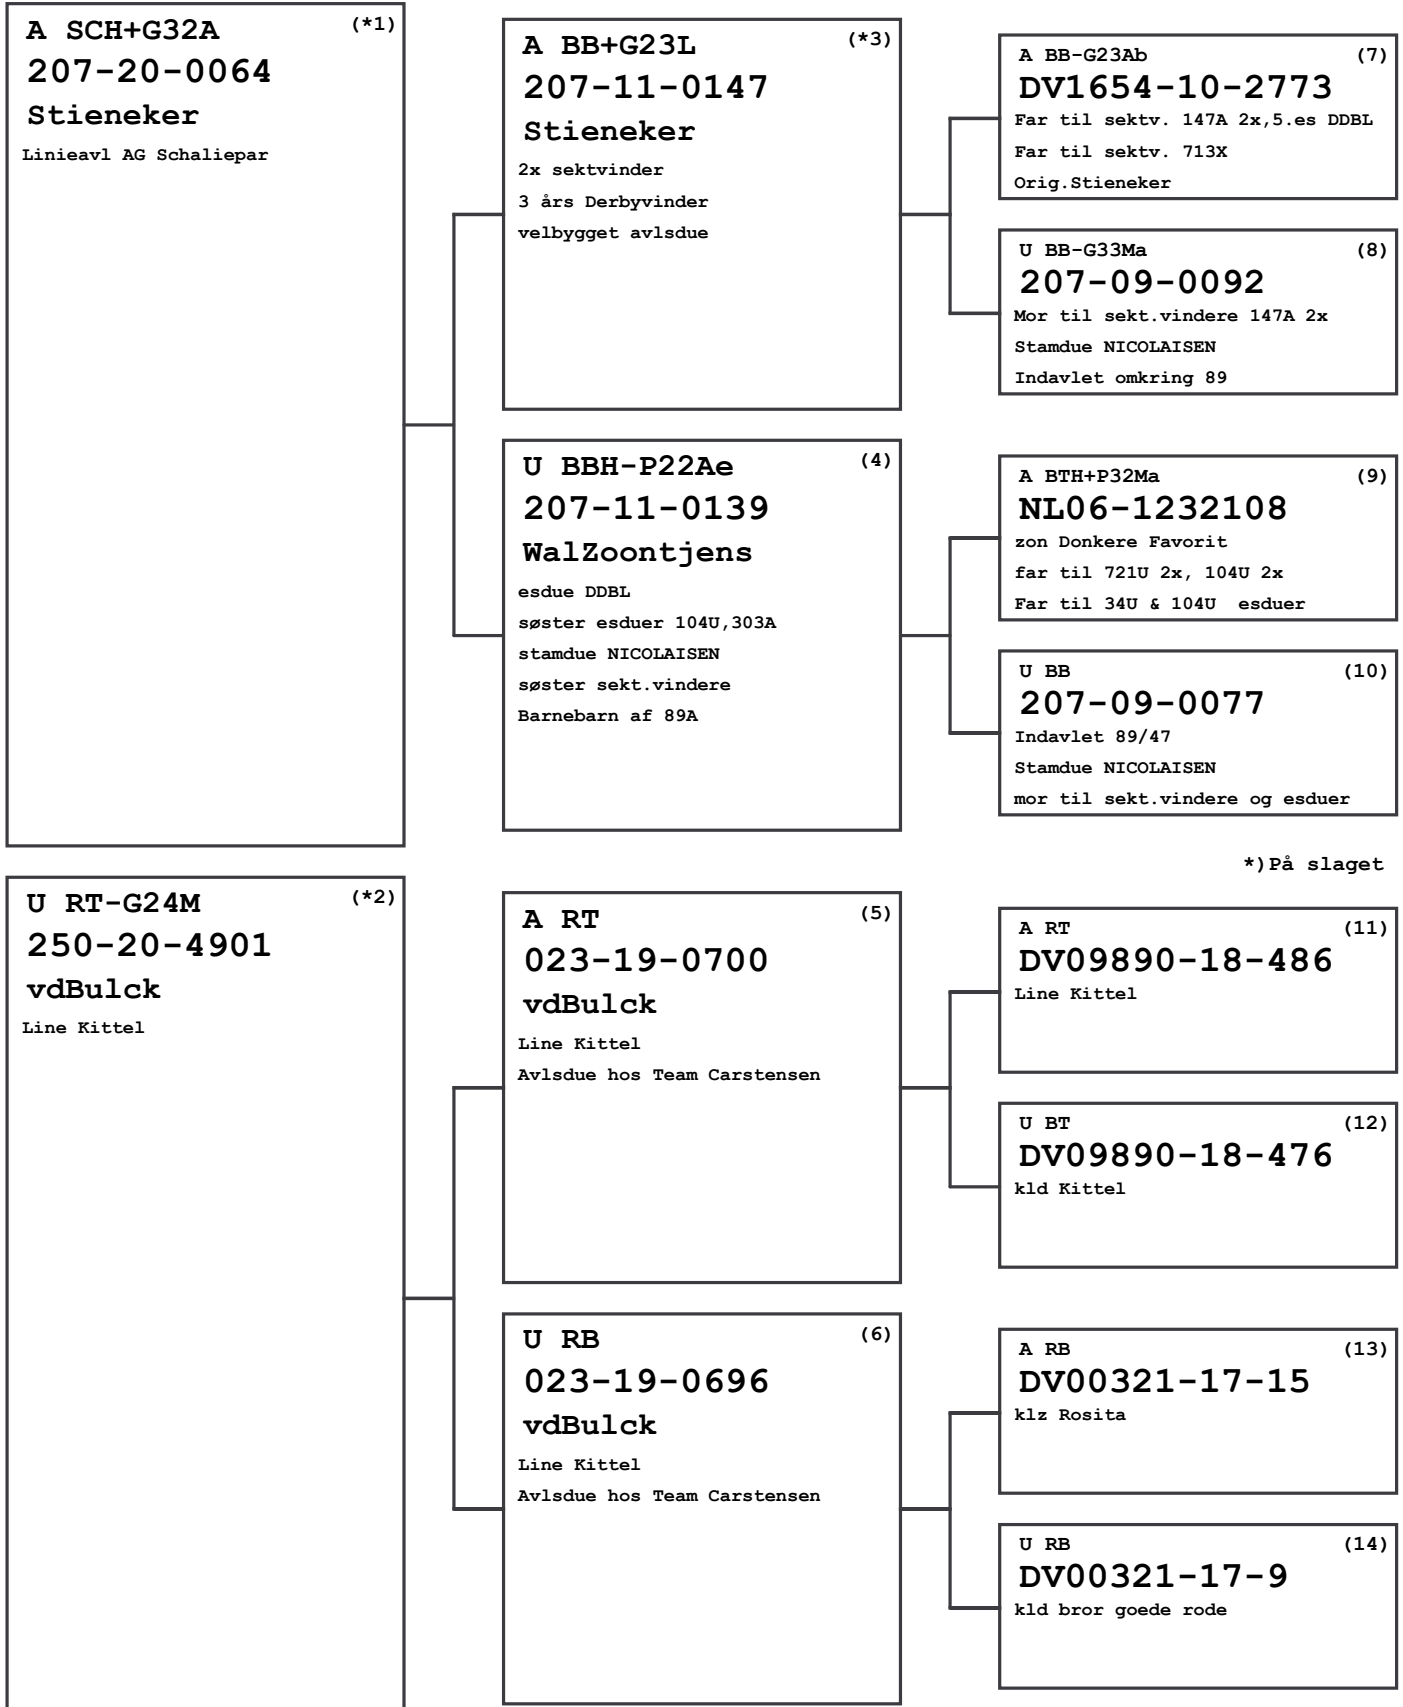 A SCH+G32A (*1)
207-20-0064
Stieneker
Linieavl AG Schaliepar
A BB+G23L (*3)
207-11-0147
Stieneker
2x sektvinder
3 års Derbyvinder
velbygget avlsdue
A BB-G23Ab (7)
DV1654-10-2773
Far til sektv. 147A 2x,5.es DDBL
Far til sektv. 713X
Orig.Stieneker
U BB-G33Ma (8)
207-09-0092
Mor til sekt.vindere 147A 2x
Stamdue NICOLAISEN
Indavlet omkring 89
U BBH-P22Ae (4)
207-11-0139
WalZoontjens
esdue DDBL
søster esduer 104U,303A
stamdue NICOLAISEN
søster sekt.vindere
Barnebarn af 89A
A BTH+P32Ma (9)
NL06-1232108
zon Donkere Favorit
far til 721U 2x, 104U 2x
Far til 34U & 104U  esduer
U BB (10)
207-09-0077
Indavlet 89/47
Stamdue NICOLAISEN
mor til sekt.vindere og esduer
*)På slaget
U RT-G24M (*2)
250-20-4901
vdBulck
Line Kittel
A RT (5)
023-19-0700
vdBulck
Line Kittel
Avlsdue hos Team Carstensen
A RT (11)
DV09890-18-486
Line Kittel
U BT (12)
DV09890-18-476
kld Kittel
U RB (6)
023-19-0696
vdBulck
Line Kittel
Avlsdue hos Team Carstensen
A RB (13)
DV00321-17-15
klz Rosita
U RB (14)
DV00321-17-9
kld bror goede rode